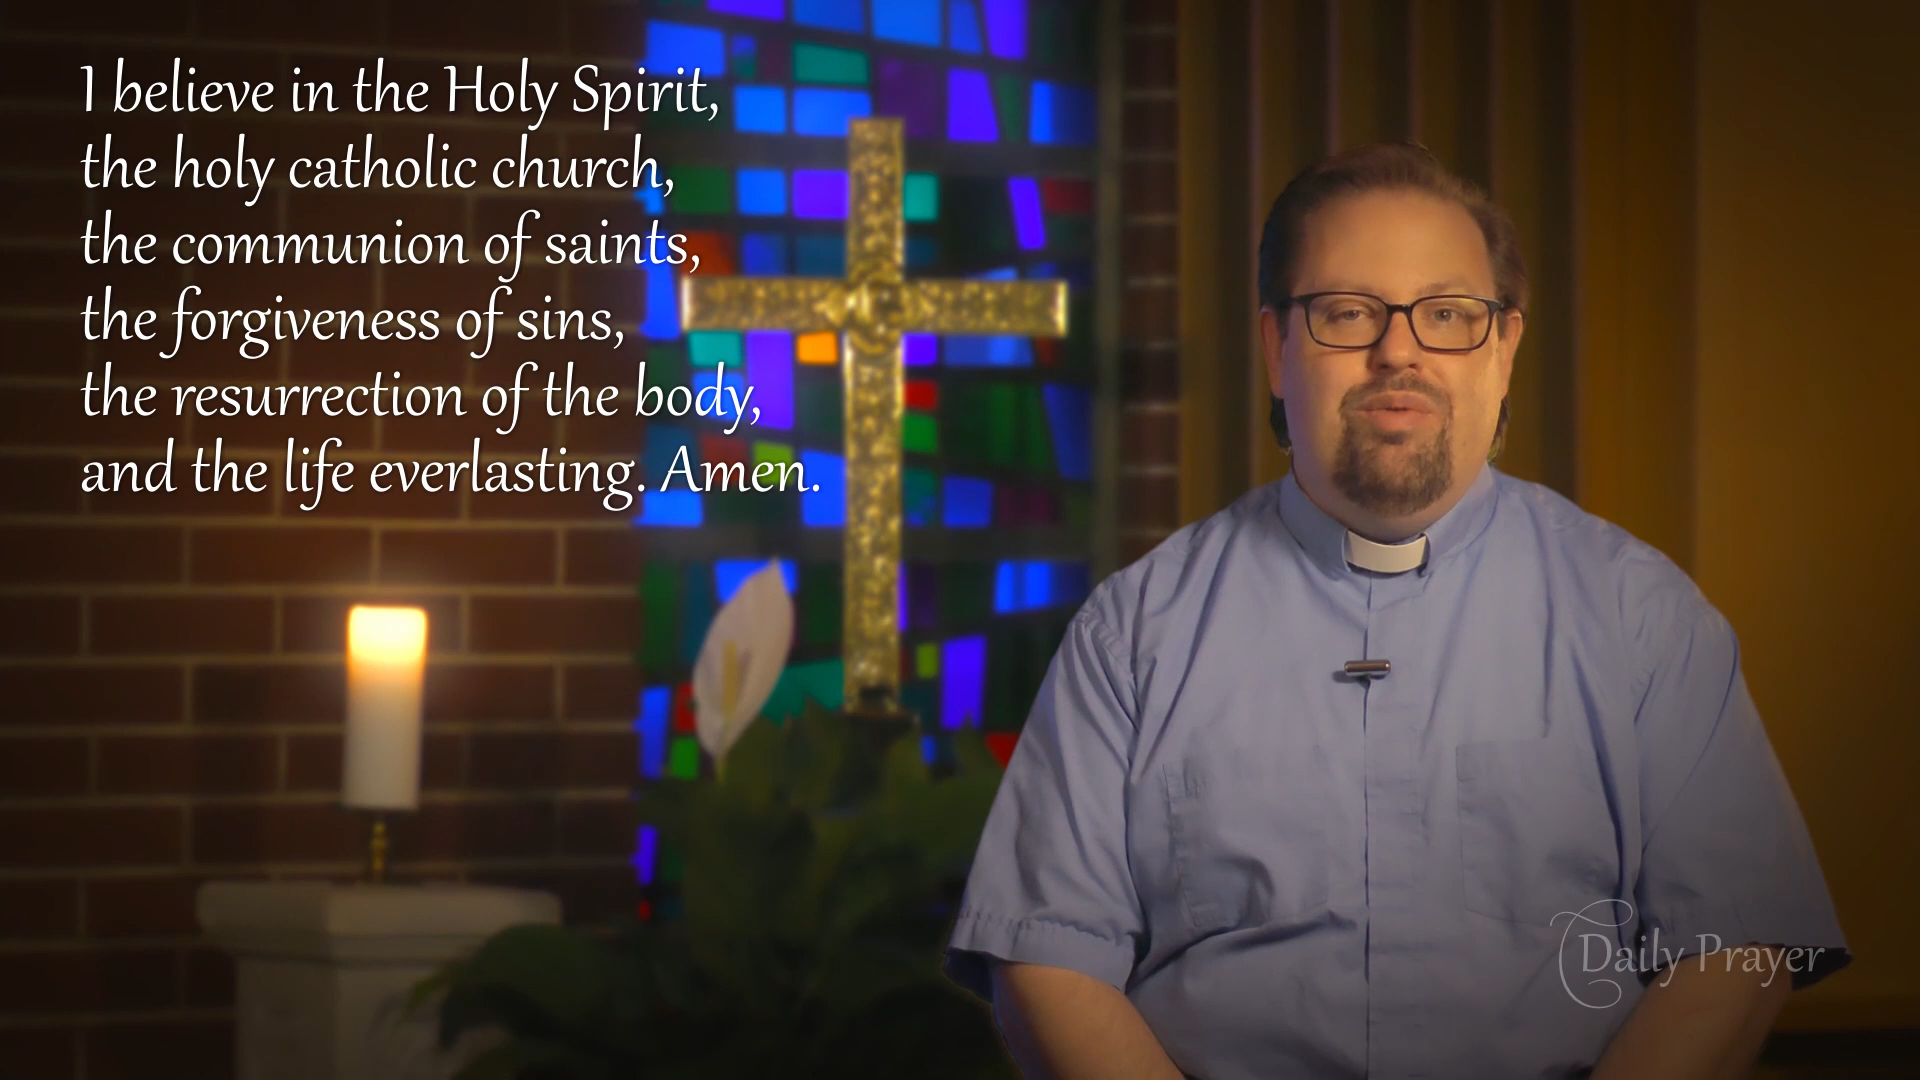 I believe in the Holy Spirit,
the holy catholic church,
the communion of saints,
the forgiveness of sins,
the resurrection of the body,
and the life everlasting. Amen.
Daily Prayer